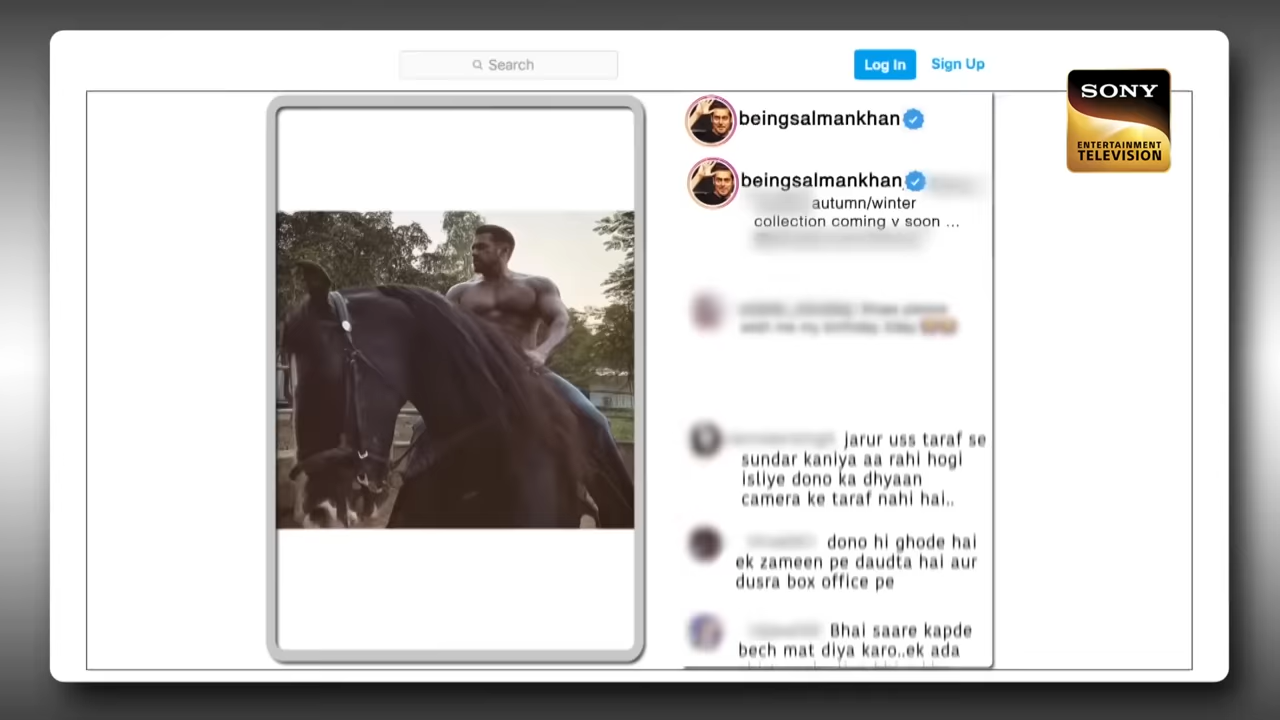 Search
Log In
Sign Up
SONY
ENTERTAINMENT
TELEVISION
beingsalmankhan
beingsalmankhan
autumn/winter
collection coming v soon ...
jarur uss taraf se
sundar kaniya aa rahi hogi
isliye dono ka dhyaan
camera ke taraf nahi hai..
dono hi ghode hai
ek zameen pe daudta hai aur
dusra box office pe
Bhai saare kapde
bech mat diya karo..ek ada